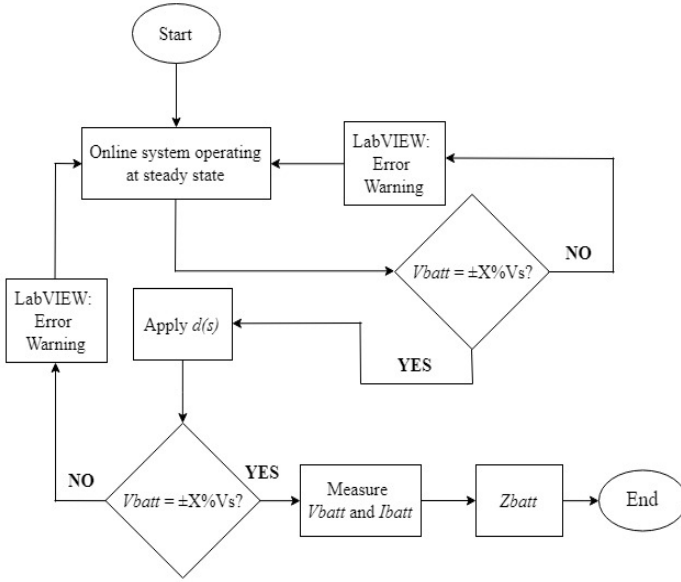 Start
Online system operating
at steady state
LabVIEW:
Error
Warning
Vbatt = ±X%Vs?
NO
YES
Apply d(s)
LabVIEW:
Error
Warning
Vbatt = ±X%Vs?
NO
YES
Measure
Vbatt and Ibatt
Zbatt
End